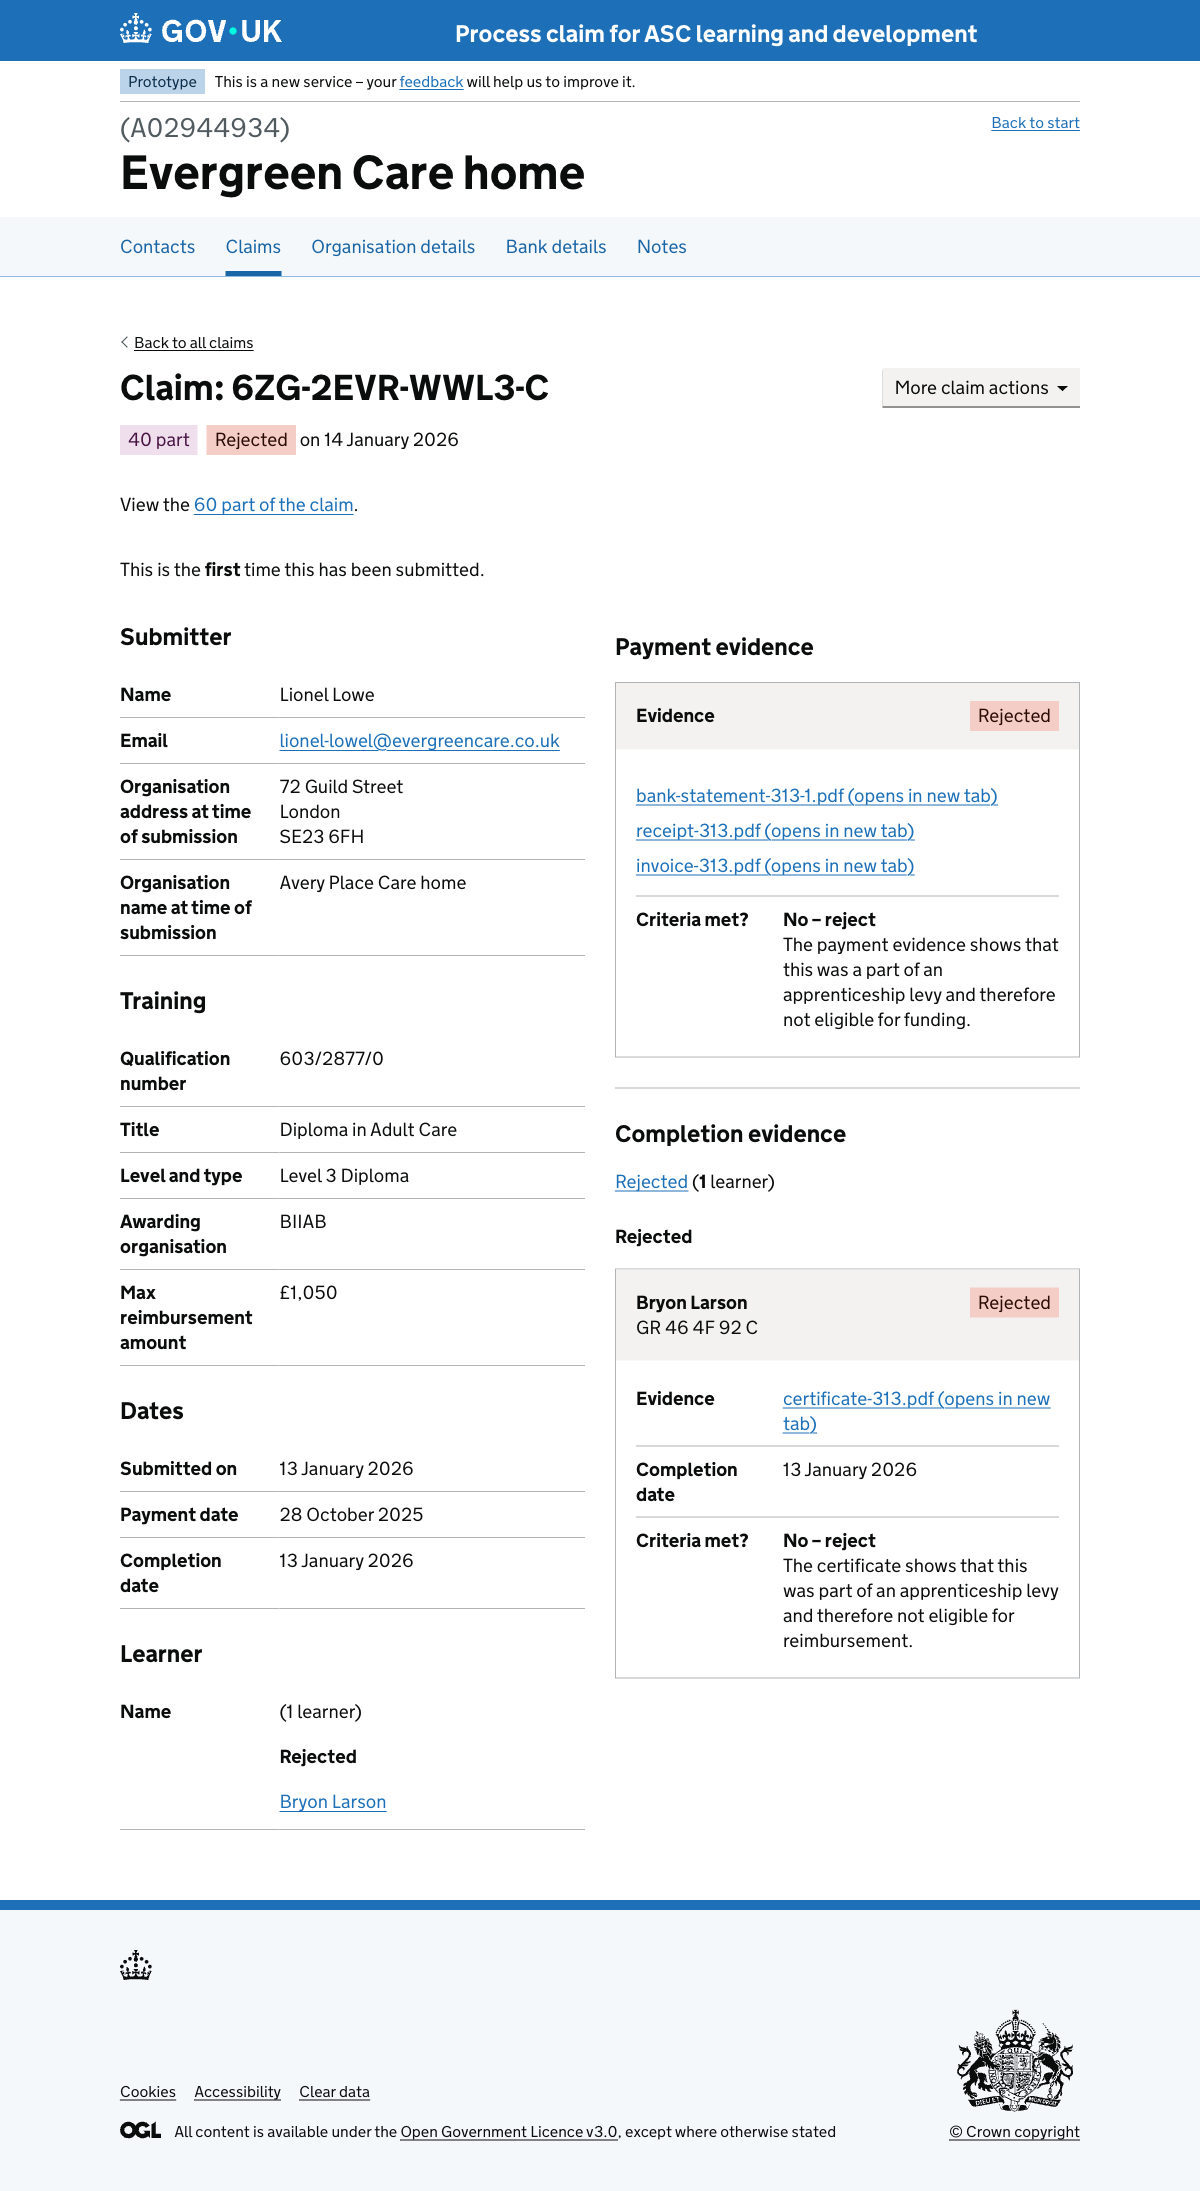 GOV·UK
Process claim for ASC learning and development
Prototype This is a new service – your feedback will help us to improve it.
(A02944934)
Back to start
Evergreen Care home
Contacts Claims Organisation details Bank details Notes
Back to all claims
Claim: 6ZG-2EVR-WWL3-C
More claim actions
40 part Rejected on 14 January 2026
View the 60 part of the claim.
This is the first time this has been submitted.
Submitter
Name Lionel Lowe
Email lionel-lowel@evergreencare.co.uk
Organisation address at time of submission
72 Guild Street
London
SE23 6FH
Organisation name at time of submission
Avery Place Care home
Training
Qualification number
603/2877/0
Title Diploma in Adult Care
Level and type Level 3 Diploma
Awarding organisation
BIIAB
Max reimbursement amount
£1,050
Dates
Submitted on 13 January 2026
Payment date 28 October 2025
Completion date
13 January 2026
Learner
Name (1 learner)
Rejected
Bryon Larson
Payment evidence
Evidence Rejected
bank-statement-313-1.pdf (opens in new tab)
receipt-313.pdf (opens in new tab)
invoice-313.pdf (opens in new tab)
Criteria met? No – reject
The payment evidence shows that
this was a part of an
apprenticeship levy and therefore
not eligible for funding.
Completion evidence
Rejected (1 learner)
Rejected
Bryon Larson Rejected
GR 46 4F 92 C
Evidence certificate-313.pdf (opens in new
tab)
Completion date
13 January 2026
Criteria met? No – reject
The certificate shows that this
was part of an apprenticeship levy
and therefore not eligible for
reimbursement.
Cookies Accessibility Clear data
OGL All content is available under the Open Government Licence v3.0, except where otherwise stated
© Crown copyright